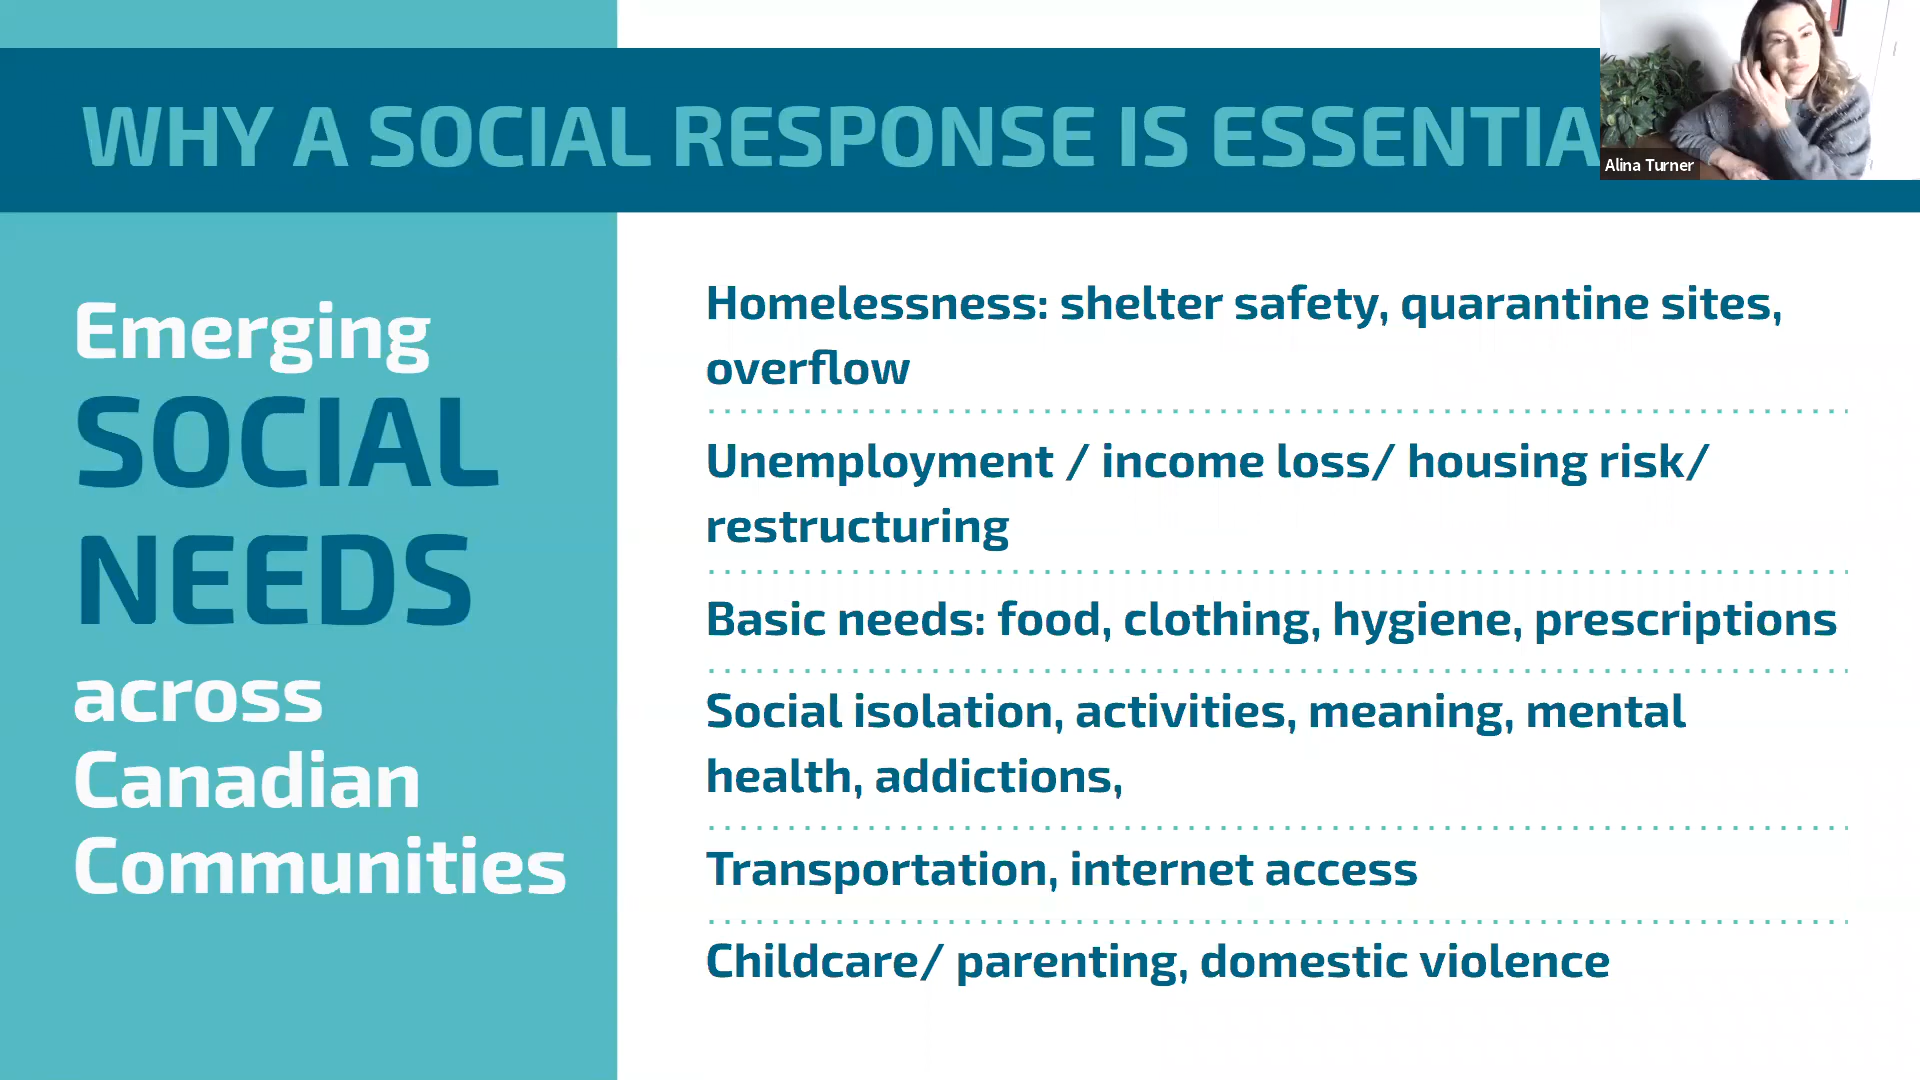 WHY A SOCIAL RESPONSE IS ESSENTIA
Alina Turner
Emerging
SOCIAL
NEEDS
across
Canadian
Communities
Homelessness: shelter safety, quarantine sites,
overflow
Unemployment / income loss/ housing risk/
restructuring
Basic needs: food, clothing, hygiene, prescriptions
Social isolation, activities, meaning, mental
health, addictions,
Transportation, internet access
Childcare/ parenting, domestic violence